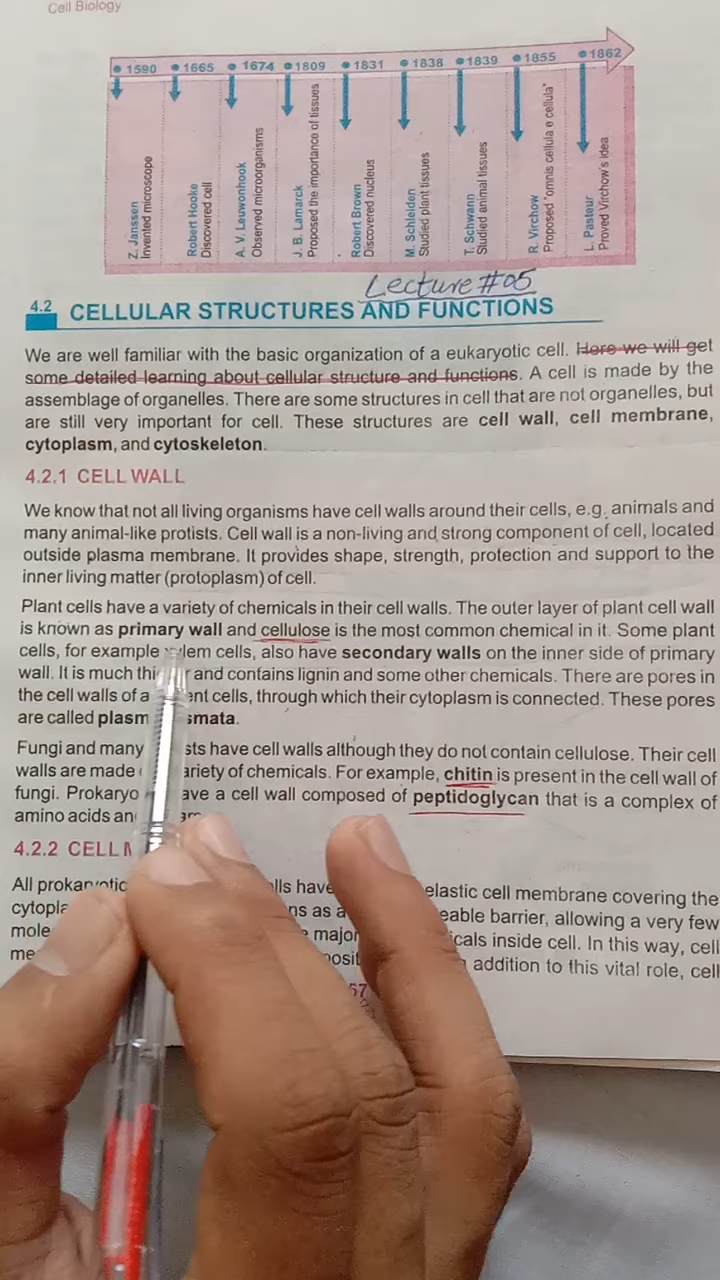 Cell Biology
1590 1665 1674 1809 1831 1838 1839 1855 1862
Z. Janssen
Invented microscope
Robert Hooke
Discovered cell
A. V. Leuwonhook
Observed microorganisms
J. B. Lamarck
Proposed the importance of tissues
Robert Brown
Discovered nucleus
M. Schleiden
Studied plant tissues
T. Schwann
Studied animal tissues
R. Virchow
Proposed "omnis cellula e cellula"
L. Pasteur
Proved Virchow's idea
Lecture #05
4.2 CELLULAR STRUCTURES AND FUNCTIONS
We are well familiar with the basic organization of a eukaryotic cell. Here we will get
some detailed learning about cellular structure and functions. A cell is made by the
assemblage of organelles. There are some structures in cell that are not organelles, but
are still very important for cell. These structures are cell wall, cell membrane,
cytoplasm, and cytoskeleton.
4.2.1 CELL WALL
We know that not all living organisms have cell walls around their cells, e.g. animals and
many animal-like protists. Cell wall is a non-living and strong component of cell, located
outside plasma membrane. It provides shape, strength, protection and support to the
inner living matter (protoplasm) of cell.
Plant cells have a variety of chemicals in their cell walls. The outer layer of plant cell wall
is known as primary wall and cellulose is the most common chemical in it. Some plant
cells, for example lem cells, also have secondary walls on the inner side of primary
wall. It is much thi r and contains lignin and some other chemicals. There are pores in
the cell walls of a ent cells, through which their cytoplasm is connected. These pores
are called plasm smata.
Fungi and many sts have cell walls although they do not contain cellulose. Their cell
walls are made ariety of chemicals. For example, chitin is present in the cell wall of
fungi. Prokaryo ave a cell wall composed of peptidoglycan that is a complex of
amino acids an
4.2.2 CELL M
All prokaryotic lls have elastic cell membrane covering the
cytopla ns as a eable barrier, allowing a very few
mole major icals inside cell. In this way, cell
me posit addition to this vital role, cell
57